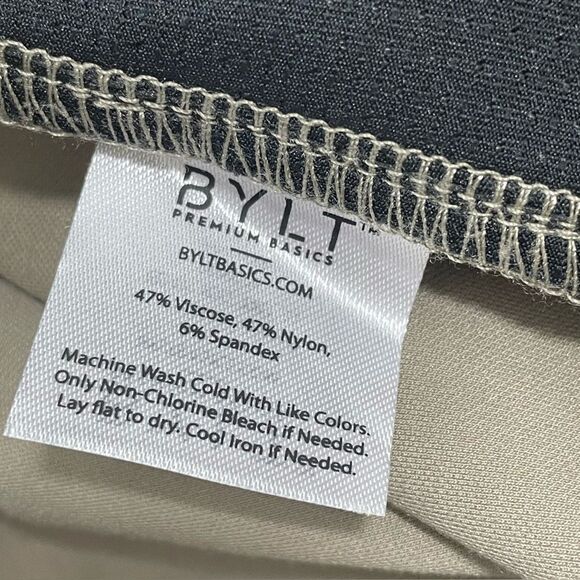 BYLT™
PREMIUM BASICS
BYLTBASICS.COM
47% Viscose, 47% Nylon,
6% Spandex
Machine Wash Cold With Like Colors.
Only Non-Chlorine Bleach if Needed.
Lay flat to dry. Cool Iron if Needed.